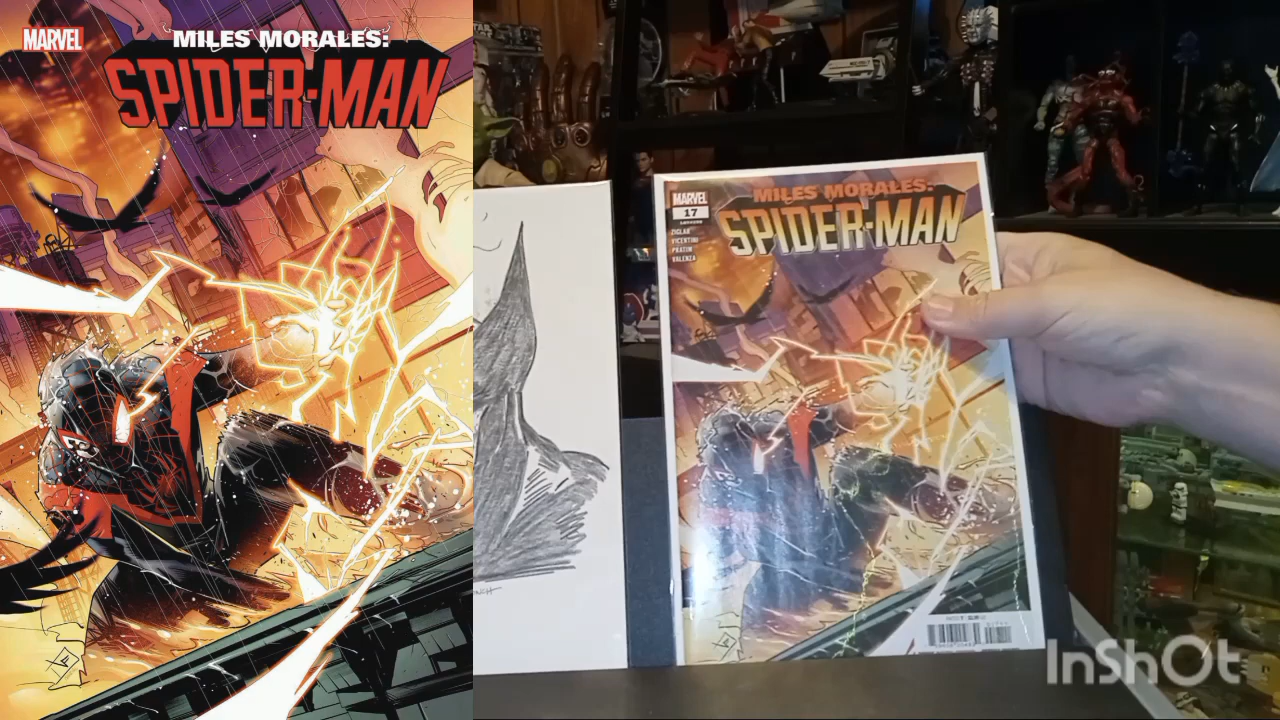 MARVEL
MILES MORALES:
SPIDER-MAN
MARVEL
17
ZIGLAR
VICENTINI
PRATIM
VALENZA
MILES MORALES:
SPIDER-MAN
InShOt